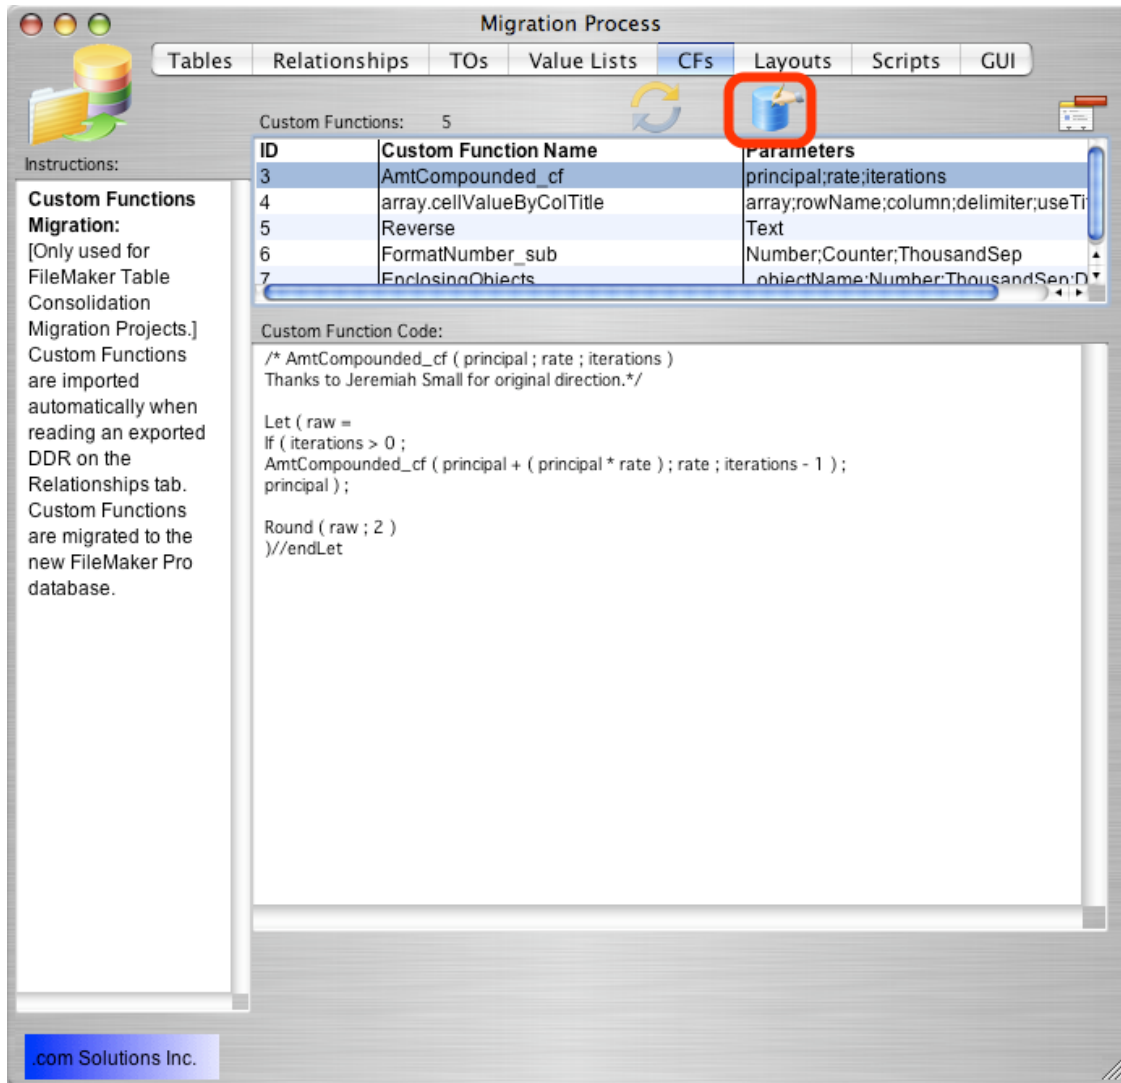 Migration Process
Tables Relationships TOs Value Lists CFs Layouts Scripts GUI
Custom Functions: 5
Instructions:
Custom Functions
Migration:
[Only used for
FileMaker Table
Consolidation
Migration Projects.]
Custom Functions
are imported
automatically when
reading an exported
DDR on the
Relationships tab.
Custom Functions
are migrated to the
new FileMaker Pro
database.
ID Custom Function Name Parameters
3 AmtCompounded_cf principal;rate;iterations
4 array.cellValueByColTitle array;rowName;column;delimiter;useTi
5 Reverse Text
6 FormatNumber_sub Number;Counter;ThousandSep
7 EnclosingObjects _objectName;Number;ThousandSep;D
Custom Function Code:
/* AmtCompounded_cf ( principal ; rate ; iterations )
Thanks to Jeremiah Small for original direction.*/
Let ( raw =
If ( iterations > 0 ;
AmtCompounded_cf ( principal + ( principal * rate ) ; rate ; iterations - 1 ) ;
principal ) ;
Round ( raw ; 2 )
)//endLet
.com Solutions Inc.